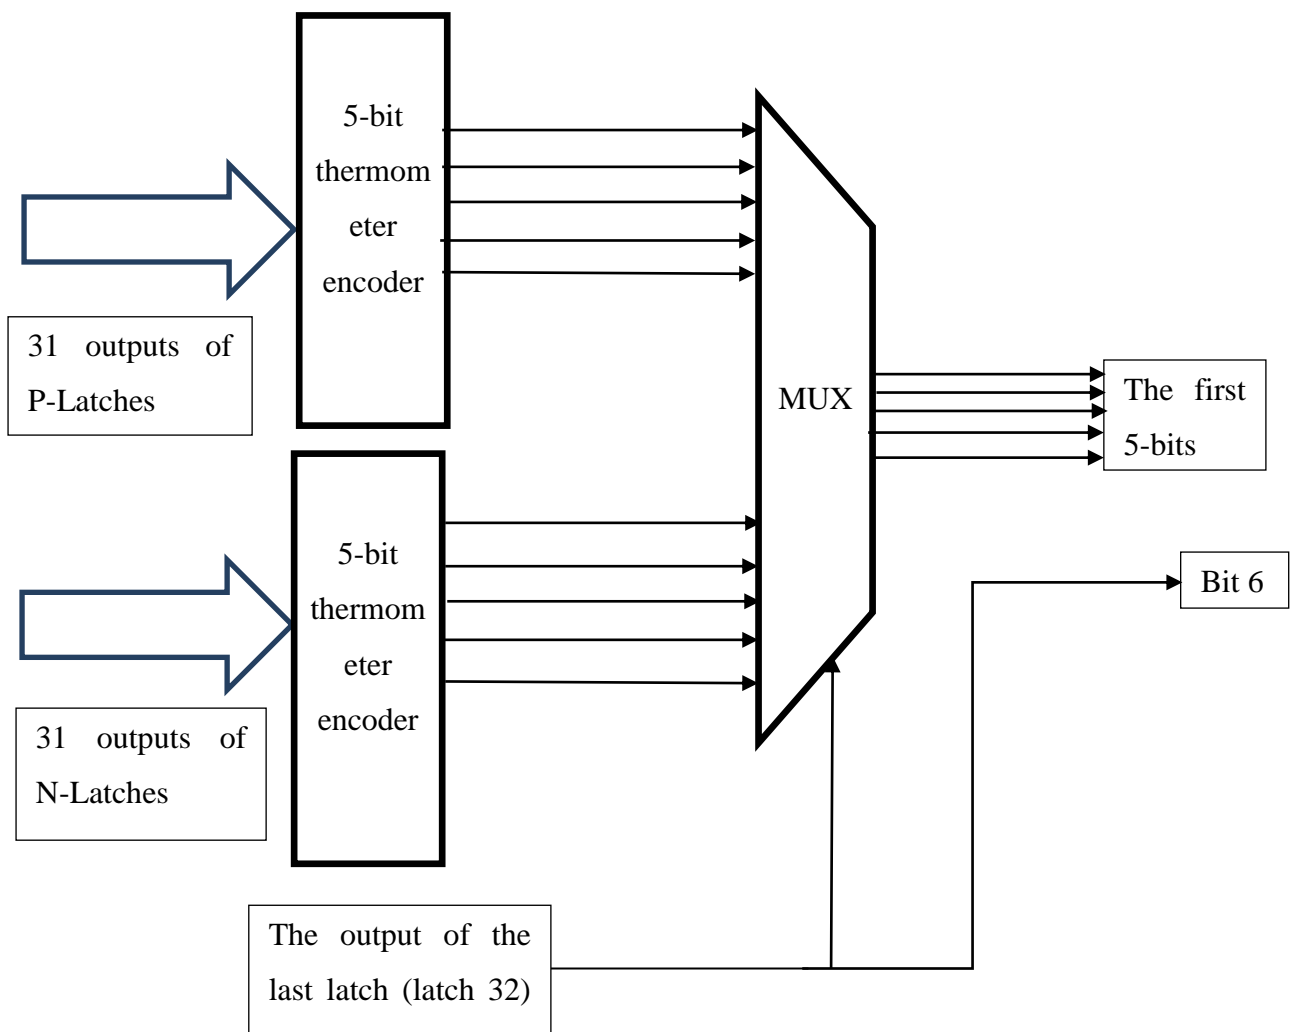 5-bit
thermom
eter
encoder
31 outputs of
P-Latches
MUX
The first
5-bits
5-bit
thermom
eter
encoder
Bit 6
31 outputs of
N-Latches
The output of the
last latch (latch 32)